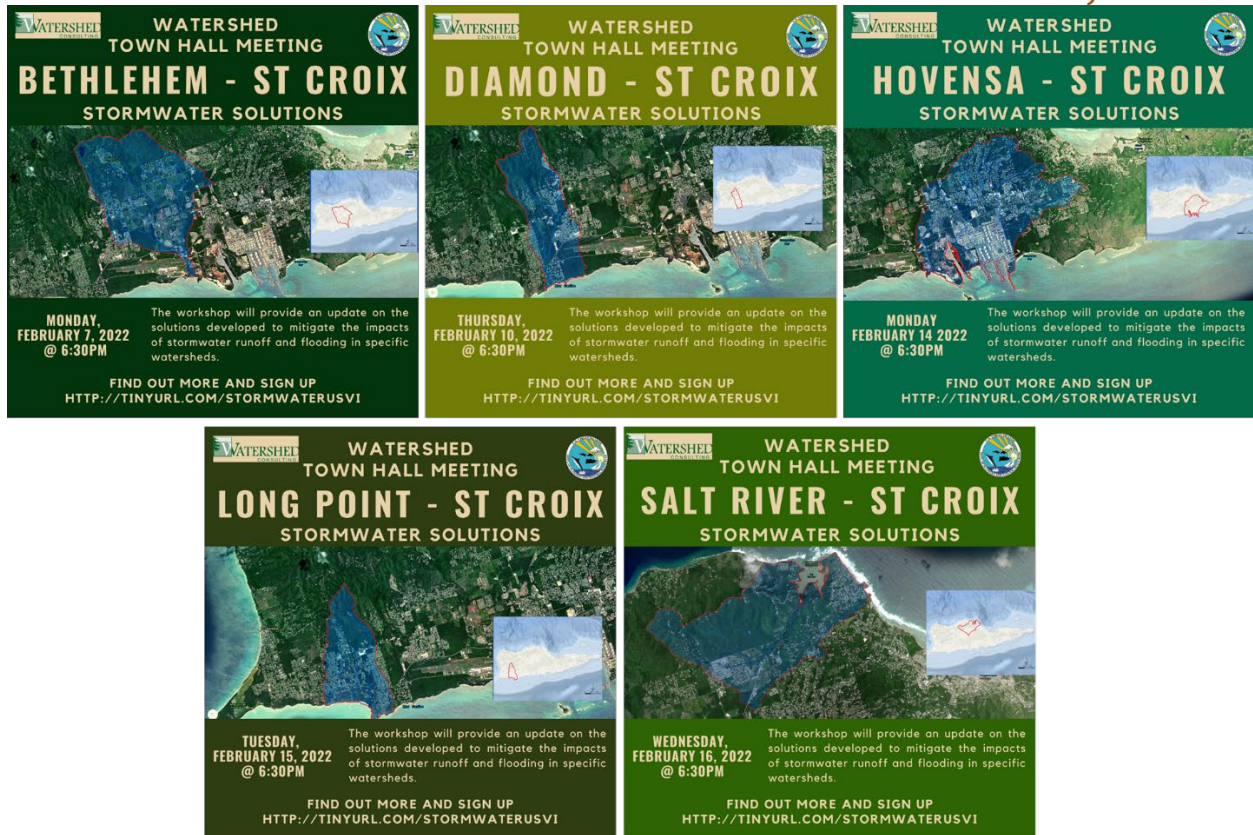 WATERSHED
CONSULTING
WATERSHED
TOWN HALL MEETING
BETHLEHEM - ST CROIX
STORMWATER SOLUTIONS
MONDAY,
FEBRUARY 7, 2022
@ 6:30PM
The workshop will provide an update on the
solutions developed to mitigate the impacts
of stormwater runoff and flooding in specific
watersheds.
FIND OUT MORE AND SIGN UP
HTTP://TINYURL.COM/STORMWATERUSVI
WATERSHED
CONSULTING
WATERSHED
TOWN HALL MEETING
DIAMOND - ST CROIX
STORMWATER SOLUTIONS
THURSDAY,
FEBRUARY 10, 2022
@ 6:30PM
The workshop will provide an update on the
solutions developed to mitigate the impacts
of stormwater runoff and flooding in specific
watersheds.
FIND OUT MORE AND SIGN UP
HTTP://TINYURL.COM/STORMWATERUSVI
WATERSHED
CONSULTING
WATERSHED
TOWN HALL MEETING
HOVENSA - ST CROIX
STORMWATER SOLUTIONS
MONDAY
FEBRUARY 14 2022
@ 6:30PM
The workshop will provide an update on the
solutions developed to mitigate the impacts
of stormwater runoff and flooding in specific
watersheds.
FIND OUT MORE AND SIGN UP
HTTP://TINYURL.COM/STORMWATERUSVI
WATERSHED
CONSULTING
WATERSHED
TOWN HALL MEETING
LONG POINT - ST CROIX
STORMWATER SOLUTIONS
TUESDAY,
FEBRUARY 15, 2022
@ 6:30PM
The workshop will provide an update on the
solutions developed to mitigate the impacts
of stormwater runoff and flooding in specific
watersheds.
FIND OUT MORE AND SIGN UP
HTTP://TINYURL.COM/STORMWATERUSVI
WATERSHED
CONSULTING
WATERSHED
TOWN HALL MEETING
SALT RIVER - ST CROIX
STORMWATER SOLUTIONS
WEDNESDAY,
FEBRUARY 16, 2022
@ 6:30PM
The workshop will provide an update on the
solutions developed to mitigate the impacts
of stormwater runoff and flooding in specific
watersheds.
FIND OUT MORE AND SIGN UP
HTTP://TINYURL.COM/STORMWATERUSVI